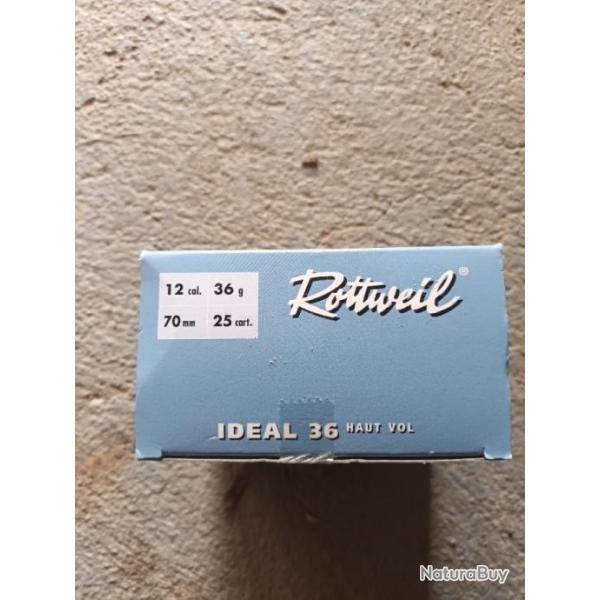 12 cal. 36 g
70 mm 25 cart.
Rottweil®
IDEAL 36 HAUT VOL
NaturaBuy